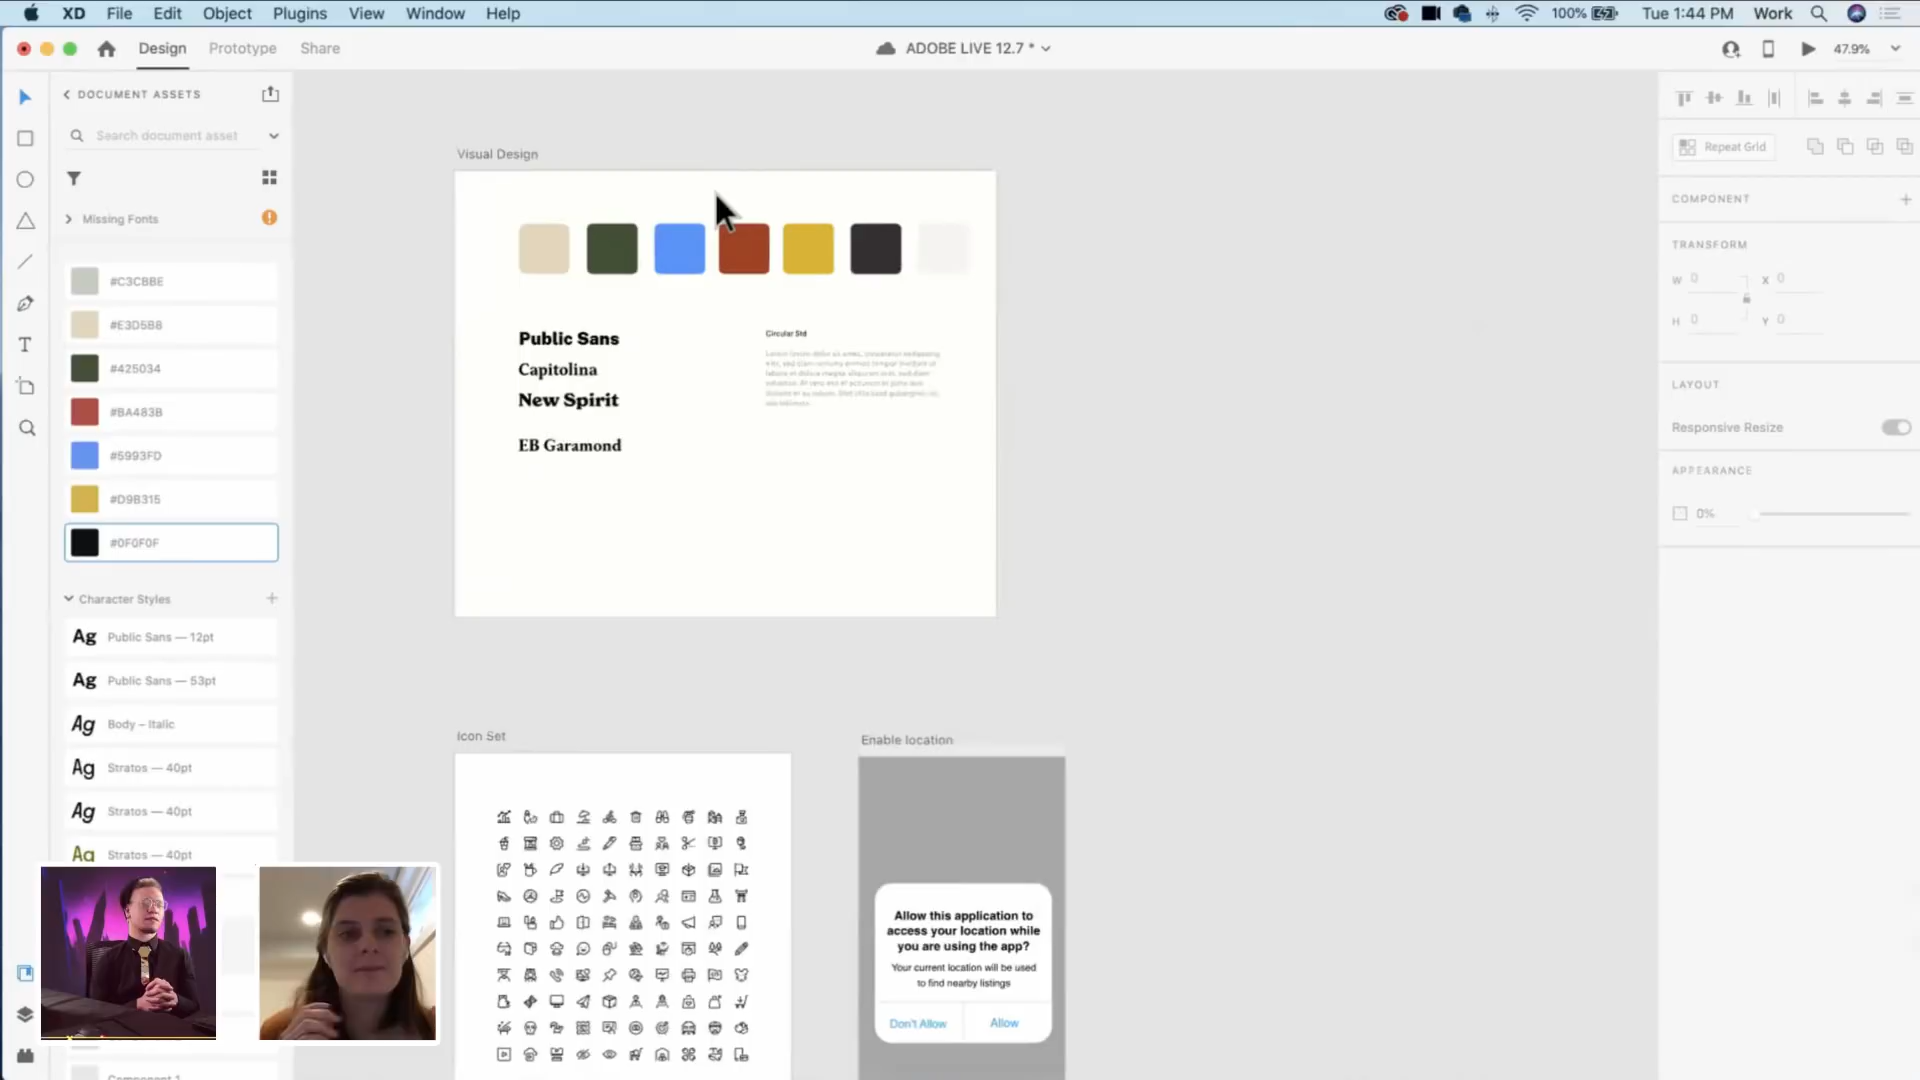 XD File Edit Object Plugins View Window Help
100% Tue 1:44 PM Work
Design Prototype Share
ADOBE LIVE 12.7 *
47.9%
DOCUMENT ASSETS
Search document asset
Missing Fonts
#C3CBBE
#E3D5B8
#425034
#BA483B
#5993FD
#D9B315
#0F0F0F
Character Styles
Ag Public Sans — 12pt
Ag Public Sans — 53pt
Ag Body – Italic
Ag Stratos — 40pt
Ag Stratos — 40pt
Ag Stratos — 40pt
Component 1
Visual Design
Public Sans
Capitolina
New Spirit
EB Garamond
Circular Std
Icon Set
Enable location
Allow this application to
access your location while
you are using the app?
Your current location will be used
to find nearby listings
Don't Allow Allow
Repeat Grid
COMPONENT
TRANSFORM
W 0 X 0
H 0 Y 0
LAYOUT
Responsive Resize
APPEARANCE
0%